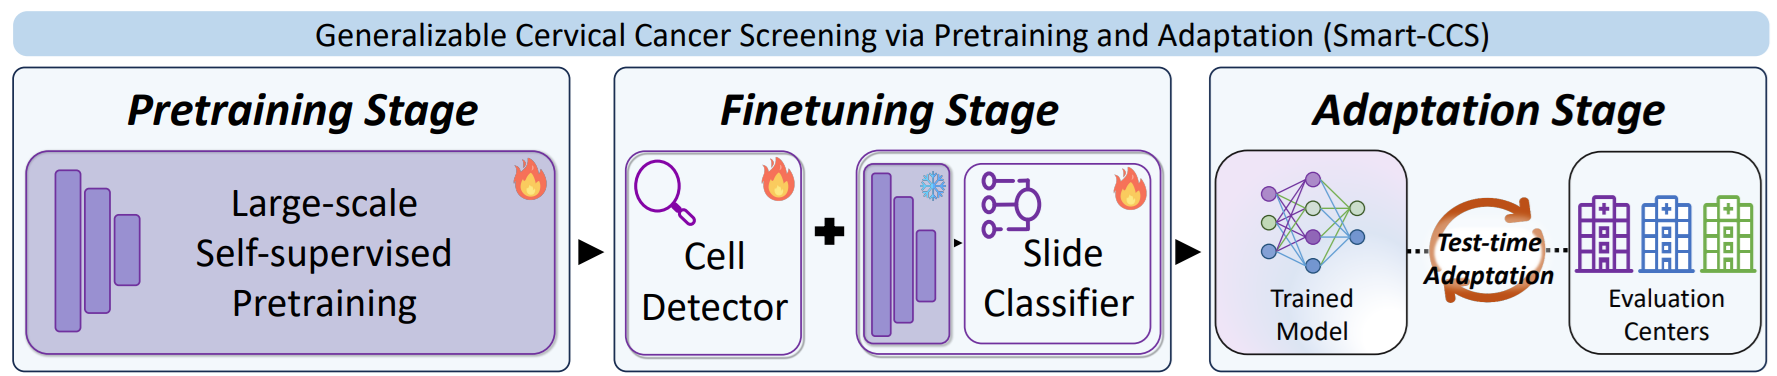 Generalizable Cervical Cancer Screening via Pretraining and Adaptation (Smart-CCS)
Pretraining Stage
Large-scale
Self-supervised
Pretraining
Finetuning Stage
Cell
Detector
Slide
Classifier
Adaptation Stage
Trained
Model
Test-time
Adaptation
Evaluation
Centers